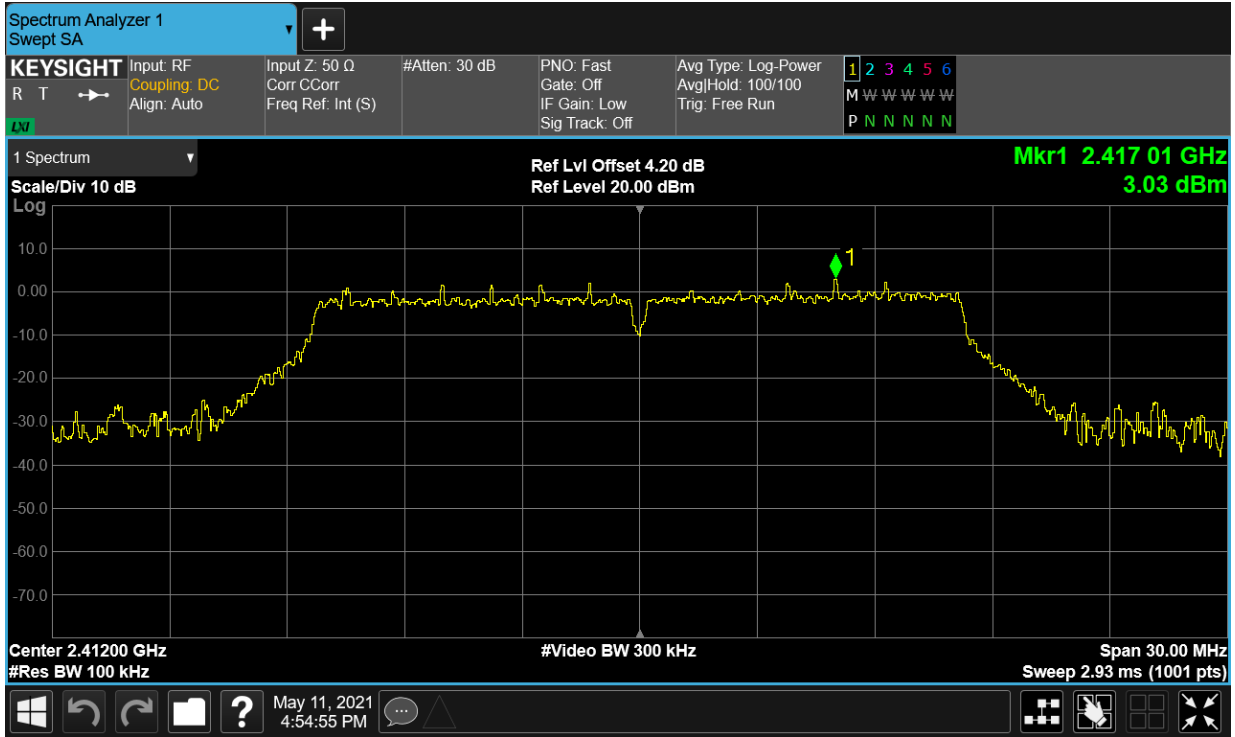 Spectrum Analyzer 1
Swept SA
KEYSIGHT
R T
LXI
Input: RF
Coupling: DC
Align: Auto
Input Z: 50 Ω
Corr CCorr
Freq Ref: Int (S)
#Atten: 30 dB
PNO: Fast
Gate: Off
IF Gain: Low
Sig Track: Off
Avg Type: Log-Power
Avg|Hold: 100/100
Trig: Free Run
1 2 3 4 5 6
M W W W W W
P N N N N N
1 Spectrum
Scale/Div 10 dB
Log
Ref Lvl Offset 4.20 dB
Ref Level 20.00 dBm
Mkr1 2.417 01 GHz
3.03 dBm
1
10.0
0.00
-10.0
-20.0
-30.0
-40.0
-50.0
-60.0
-70.0
Center 2.41200 GHz
#Res BW 100 kHz
#Video BW 300 kHz
Span 30.00 MHz
Sweep 2.93 ms (1001 pts)
?
May 11, 2021
4:54:55 PM